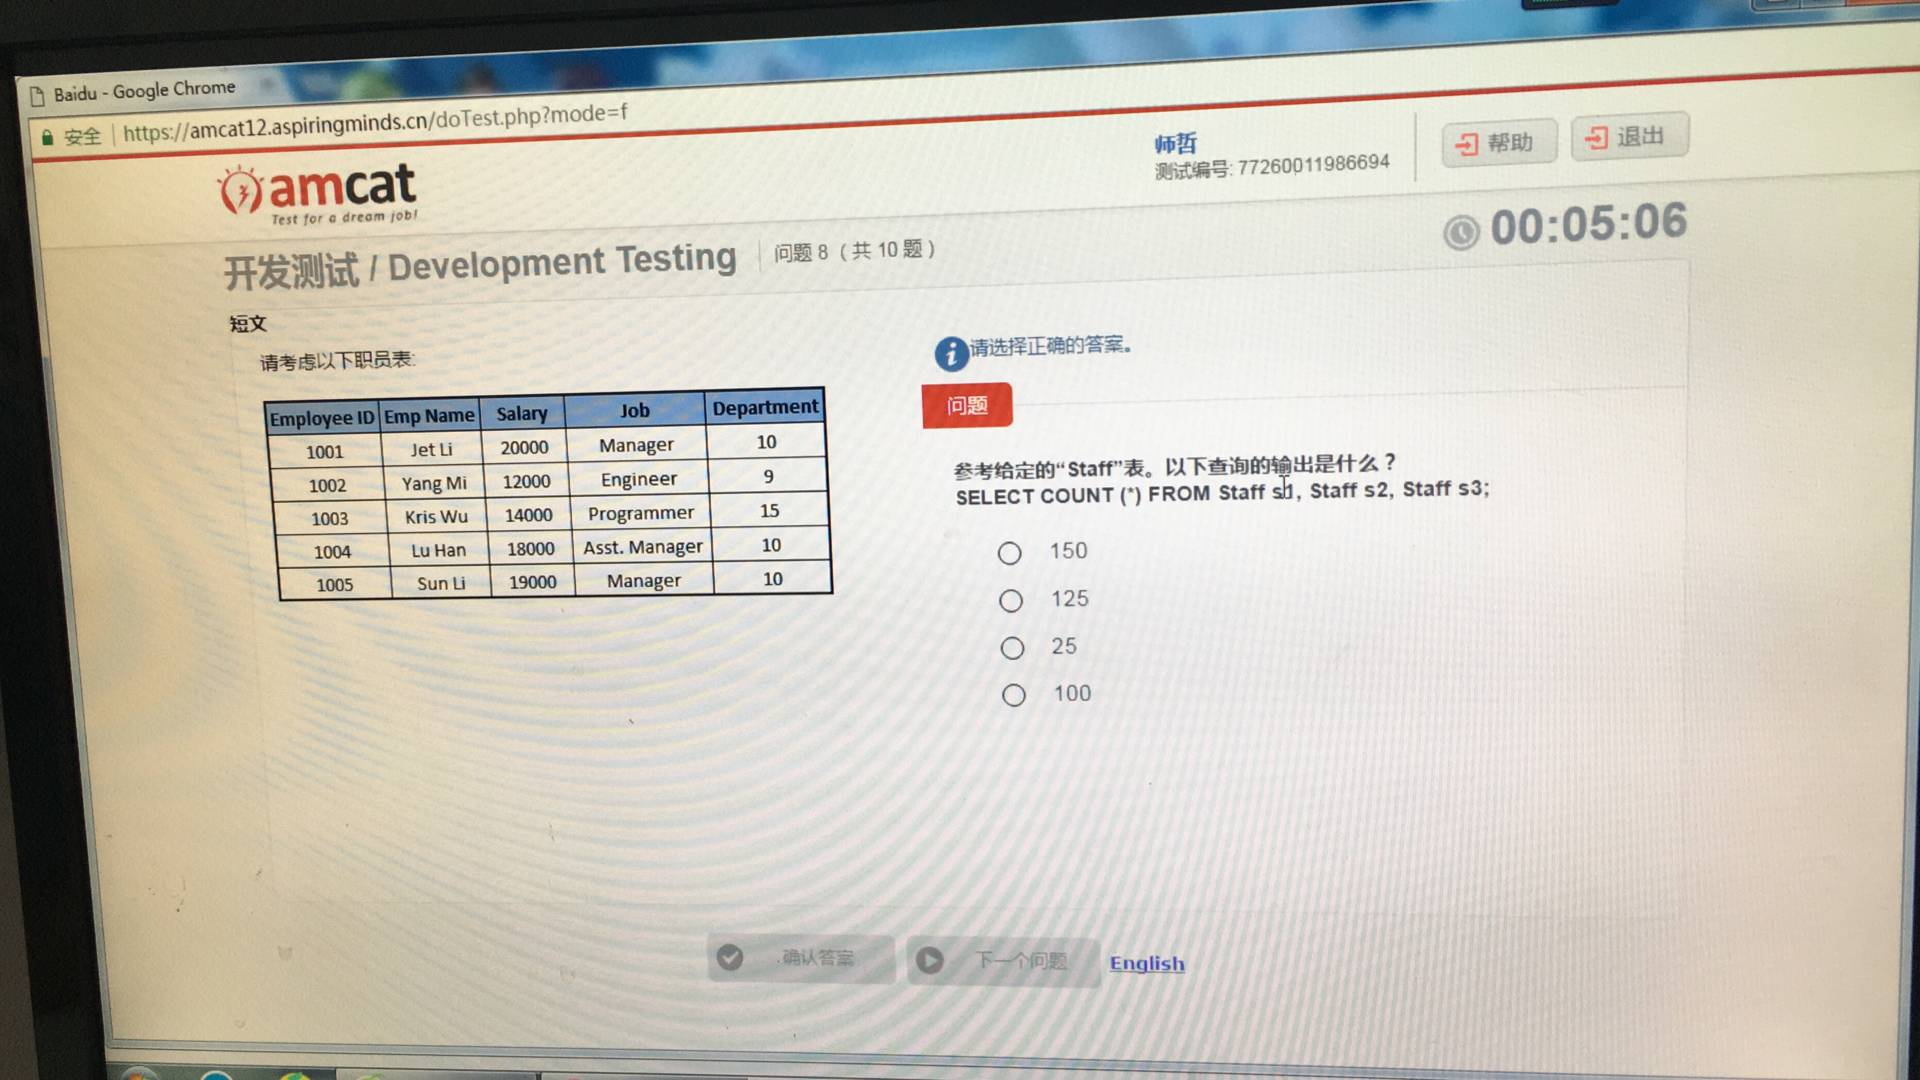 Baidu - Google Chrome
安全 https://amcat12.aspiringminds.cn/doTest.php?mode=f
amcat
Test for a dream job!
师哲
测试编号: 77260011986694
帮助
退出
开发测试 / Development Testing
问题 8 ( 共 10 题 )
00:05:06
短文
请考虑以下职员表:
Employee ID Emp Name Salary Job Department
1001 Jet Li 20000 Manager 10
1002 Yang Mi 12000 Engineer 9
1003 Kris Wu 14000 Programmer 15
1004 Lu Han 18000 Asst. Manager 10
1005 Sun Li 19000 Manager 10
请选择正确的答案。
问题
参考给定的“Staff”表。以下查询的输出是什么？
SELECT COUNT (*) FROM Staff s1, Staff s2, Staff s3;
150
125
25
100
确认答案
下一个问题
English